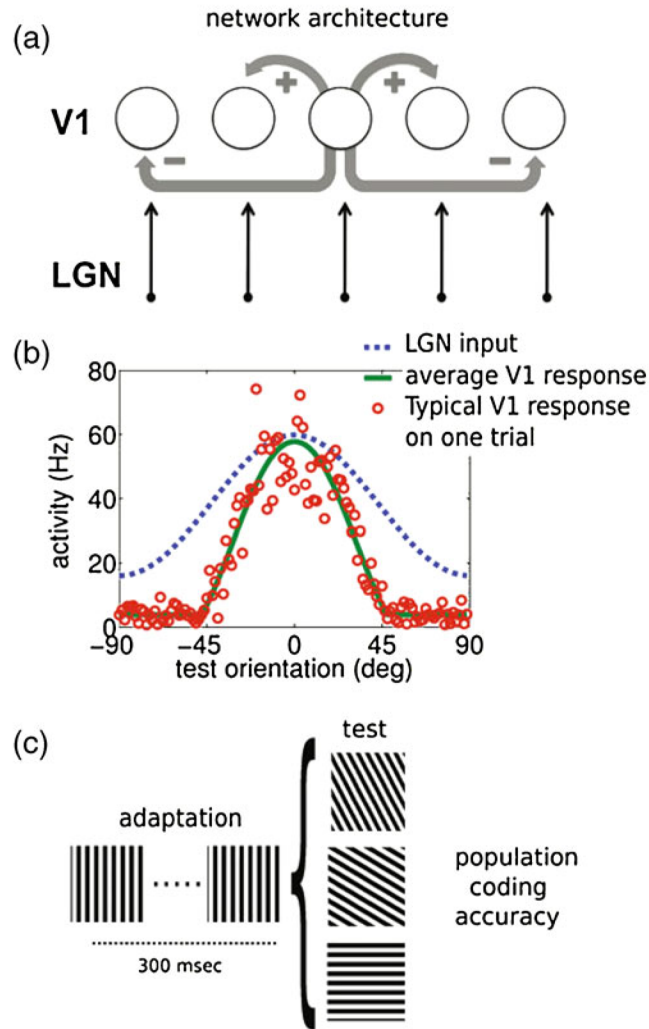 network architecture
(a)
+ +
V1
− −
LGN
(b)
LGN input
average V1 response
Typical V1 response
on one trial
80
60
40
20
0
activity (Hz)
−90 −45 0 45 90
test orientation (deg)
(c)
test
adaptation
population
coding
accuracy
300 msec